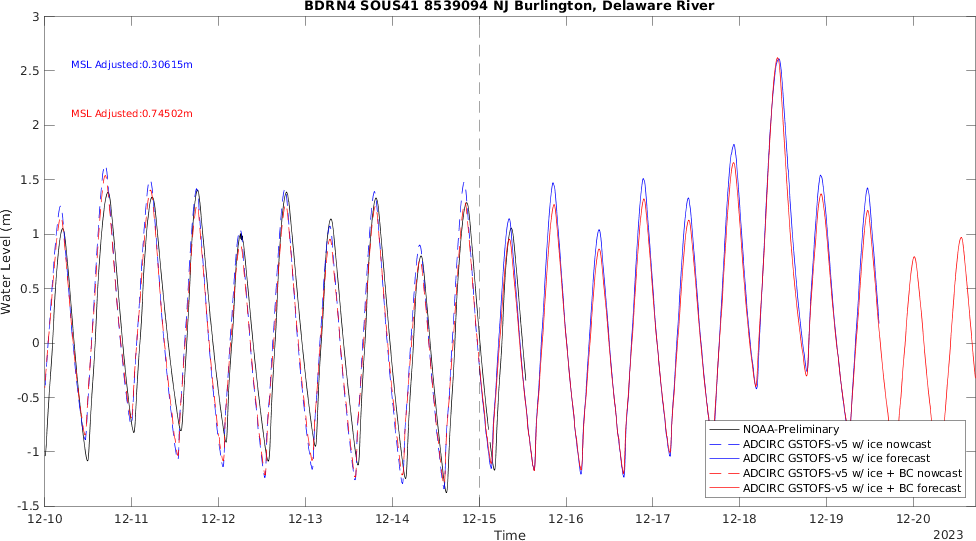 BDRN4 SOUS41 8539094 NJ Burlington, Delaware River
3
2.5
2
1.5
1
0.5
0
-0.5
-1
-1.5
Water Level (m)
MSL Adjusted:0.30615m
MSL Adjusted:0.74502m
NOAA-Preliminary
ADCIRC GSTOFS-v5 w/ ice nowcast
ADCIRC GSTOFS-v5 w/ ice forecast
ADCIRC GSTOFS-v5 w/ ice + BC nowcast
ADCIRC GSTOFS-v5 w/ ice + BC forecast
12-10 12-11 12-12 12-13 12-14 12-15 12-16 12-17 12-18 12-19 12-20
Time
2023